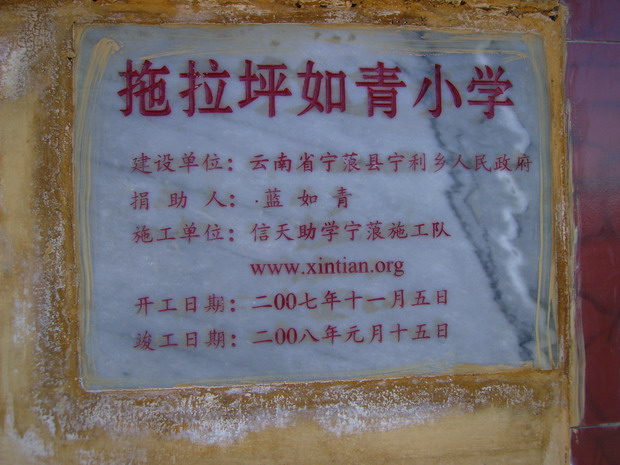 拖拉坪如青小学
建设单位：云南省宁蒗县宁利乡人民政府
捐助人：蓝如青
施工单位：信天助学宁蒗施工队
www.xintian.org
开工日期：二00七年十一月五日
竣工日期：二00八年元月十五日